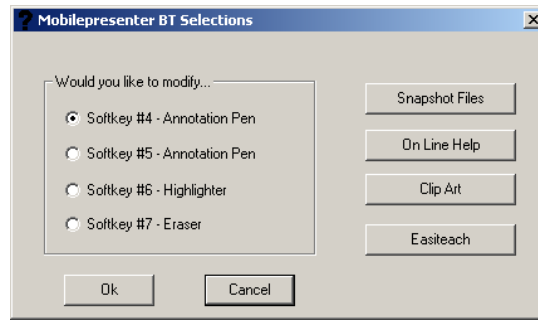 Mobilepresenter BT Selections
Would you like to modify...
Softkey #4 - Annotation Pen
Softkey #5 - Annotation Pen
Softkey #6 - Highlighter
Softkey #7 - Eraser
Snapshot Files
On Line Help
Clip Art
Easiteach
Ok
Cancel